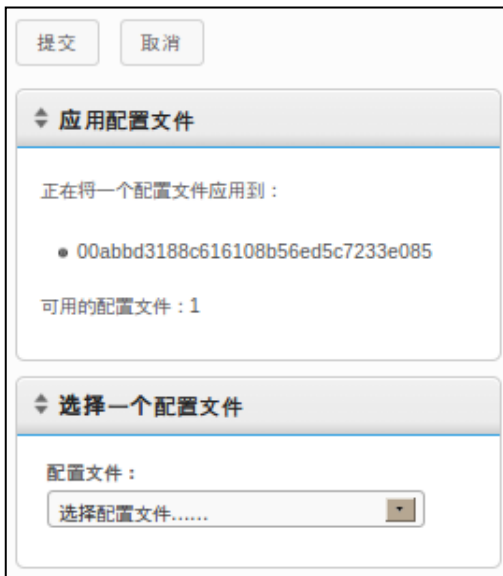 提交 取消
应用配置文件
正在将一个配置文件应用到：
00abbd3188c616108b56ed5c7233e085
可用的配置文件：1
选择一个配置文件
配置文件：
选择配置文件……